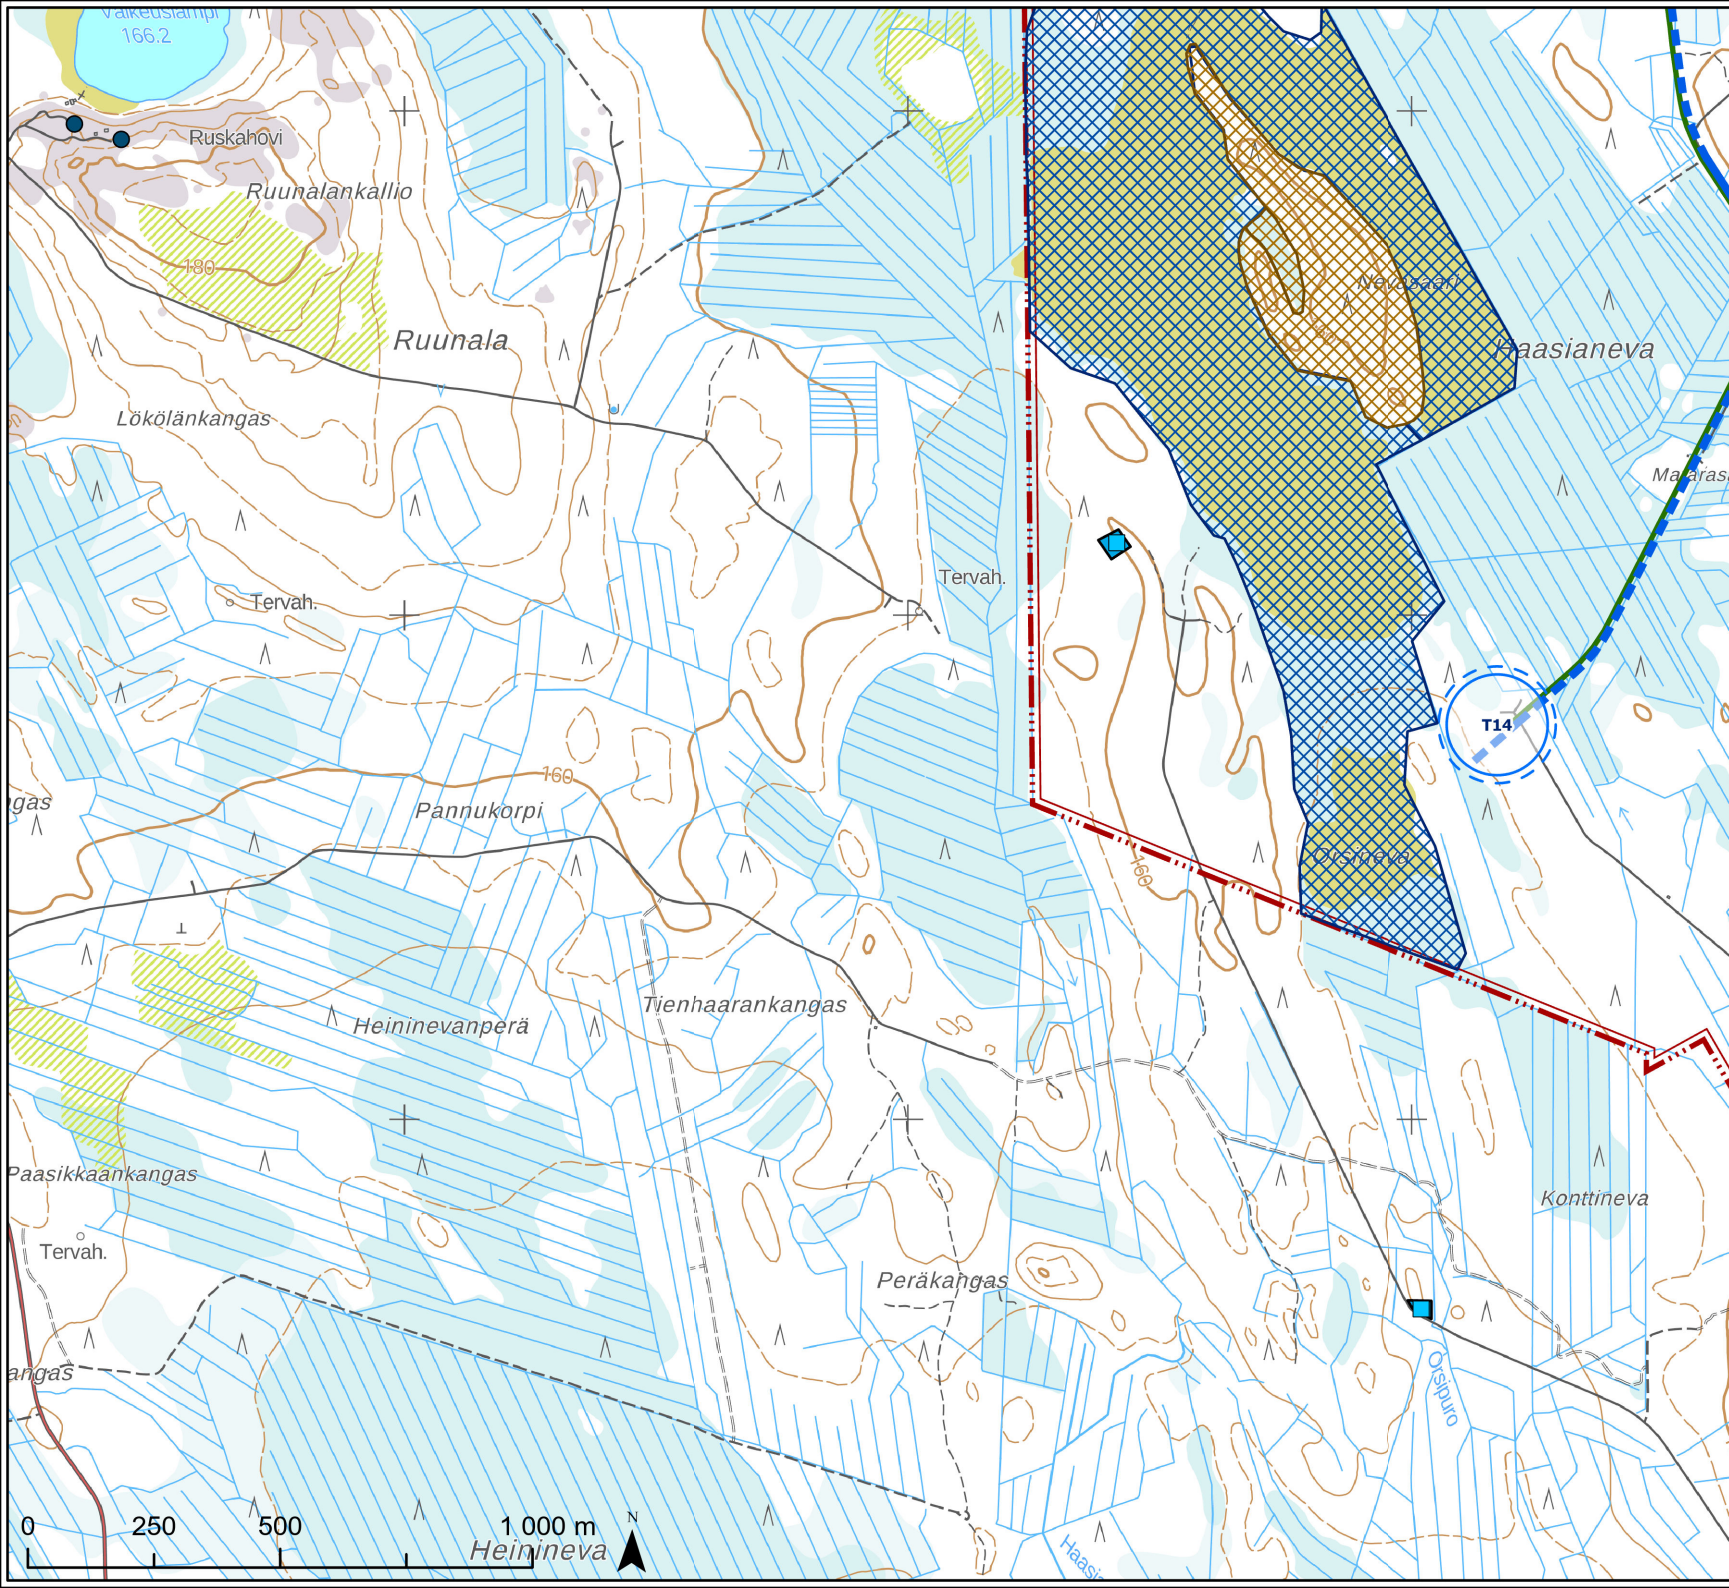 Valkeuslampi
166.2
Ruskahovi
Ruunalankallio
180
Nevasaari
Ruunala
Haasianeva
Lökölänkangas
Tervah.
Tervah.
T14
160
Pannukorpi
Orsineva
160
Tienhaarankangas
Heininevanperä
Paasikkaankangas
Konttineva
Tervah.
Peräkangas
angas
Orsipuro
0 250 500 1 000 m
N
Heinineva